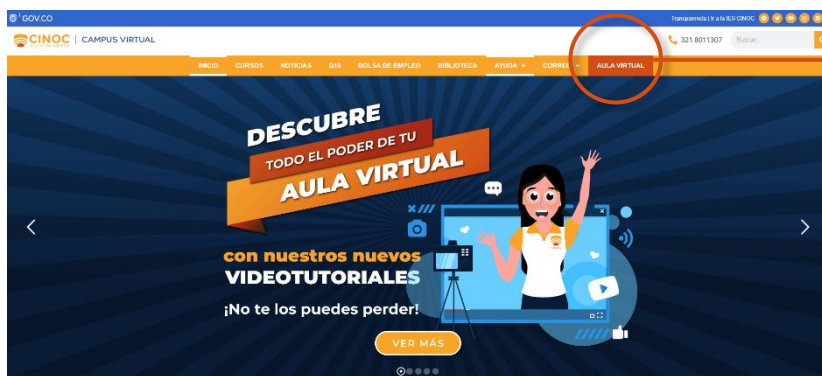 GOV.CO
Transparencia | Ir a la IES CINOC
CINOC | CAMPUS VIRTUAL
321 8011307
Buscar...
INICIO CURSOS NOTICIAS Q10 BOLSA DE EMPLEO BIBLIOTECA AYUDA CORREO AULA VIRTUAL
DESCUBRE
TODO EL PODER DE TU
AULA VIRTUAL
con nuestros nuevos
VIDEOTUTORIALES
¡No te los puedes perder!
VER MÁS